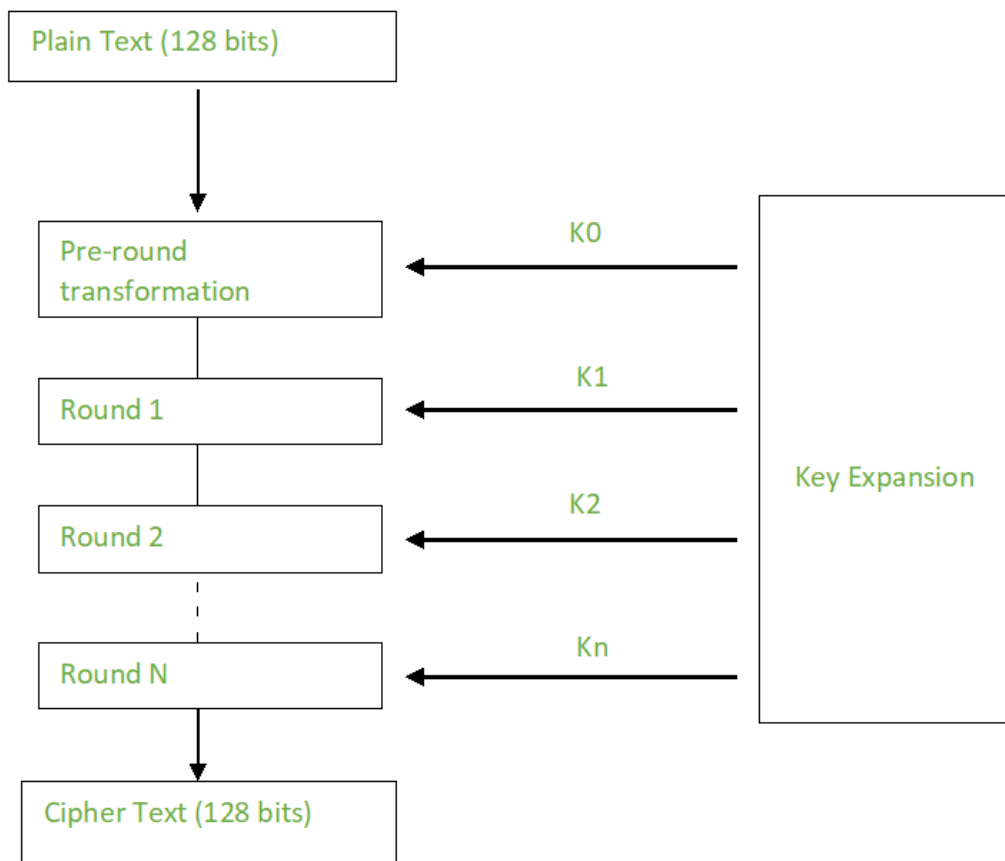 Plain Text (128 bits)
Pre-round
transformation
K0
Round 1
K1
Key Expansion
Round 2
K2
Round N
Kn
Cipher Text (128 bits)